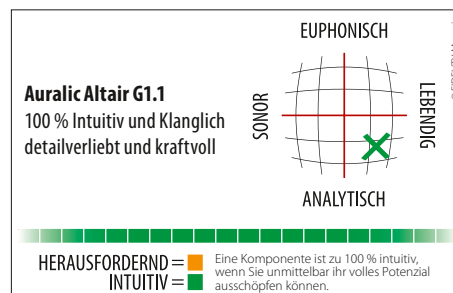 EUPHONISCH
Auralic Altair G1.1
100 % Intuitiv und Klanglich
detailverliebt und kraftvoll
SONOR
LEBENDIG
ANALYTISCH
HERAUSFORDERND =
INTUITIV =
Eine Komponente ist zu 100 % intuitiv,
wenn Sie unmittelbar ihr volles Potenzial
ausschöpfen können.